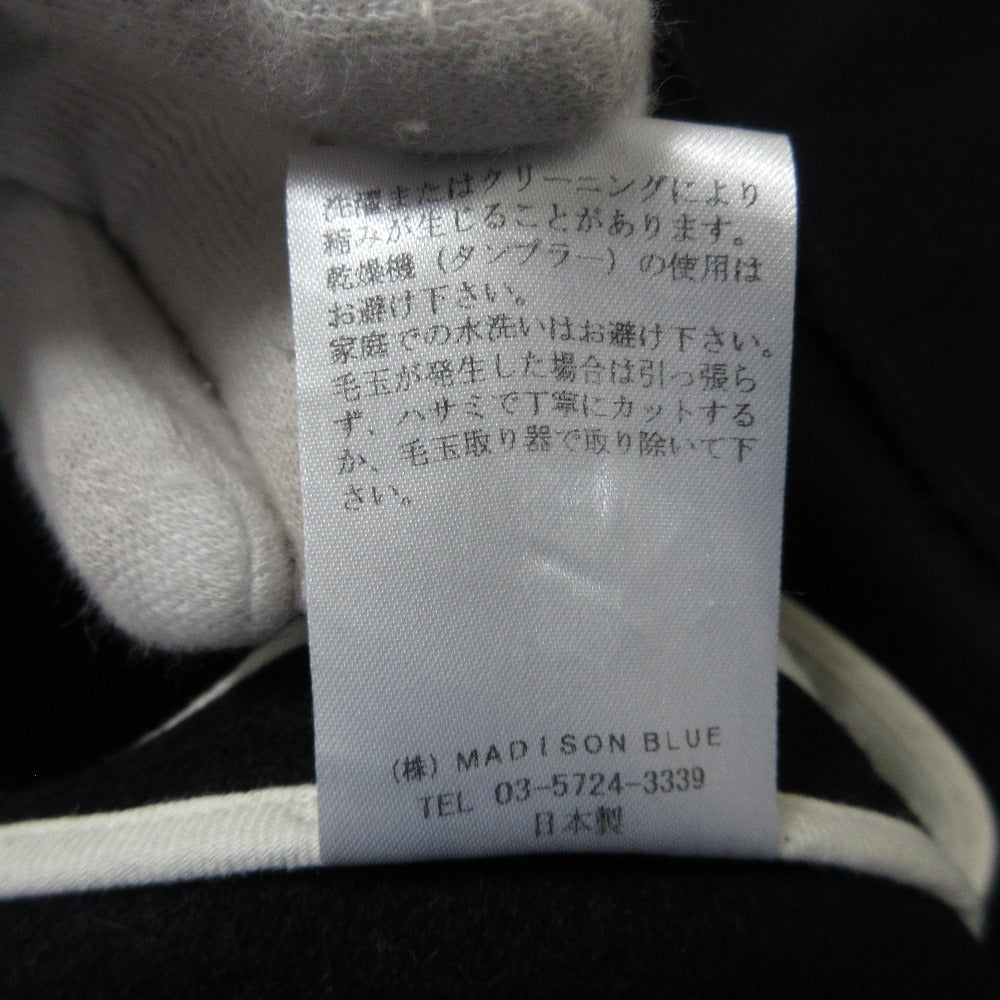 洗濯またはクリーニングにより
縮みが生じることがあります。
乾燥機（タンブラー）の使用は
お避け下さい。
家庭での水洗いはお避け下さい。
毛玉が発生した場合は引っ張ら
ず、ハサミで丁寧にカットする
か、毛玉取り器で取り除いて下
さい。
(株) MADISON BLUE
TEL 03-5724-3339
日本製